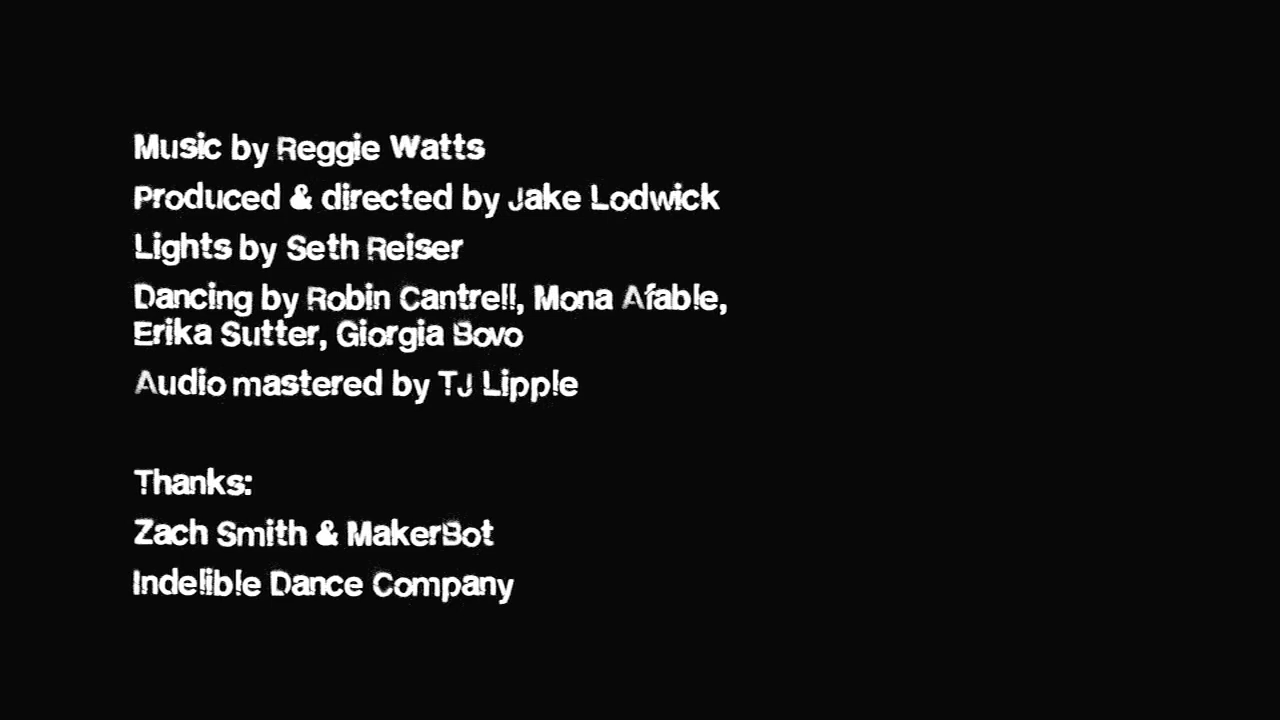 Music by Reggie Watts
Produced & directed by Jake Lodwick
Lights by Seth Reiser
Dancing by Robin Cantrell, Mona Afable,
Erika Sutter, Giorgia Bovo
Audio mastered by TJ Lipple
Thanks:
Zach Smith & MakerBot
Indelible Dance Company